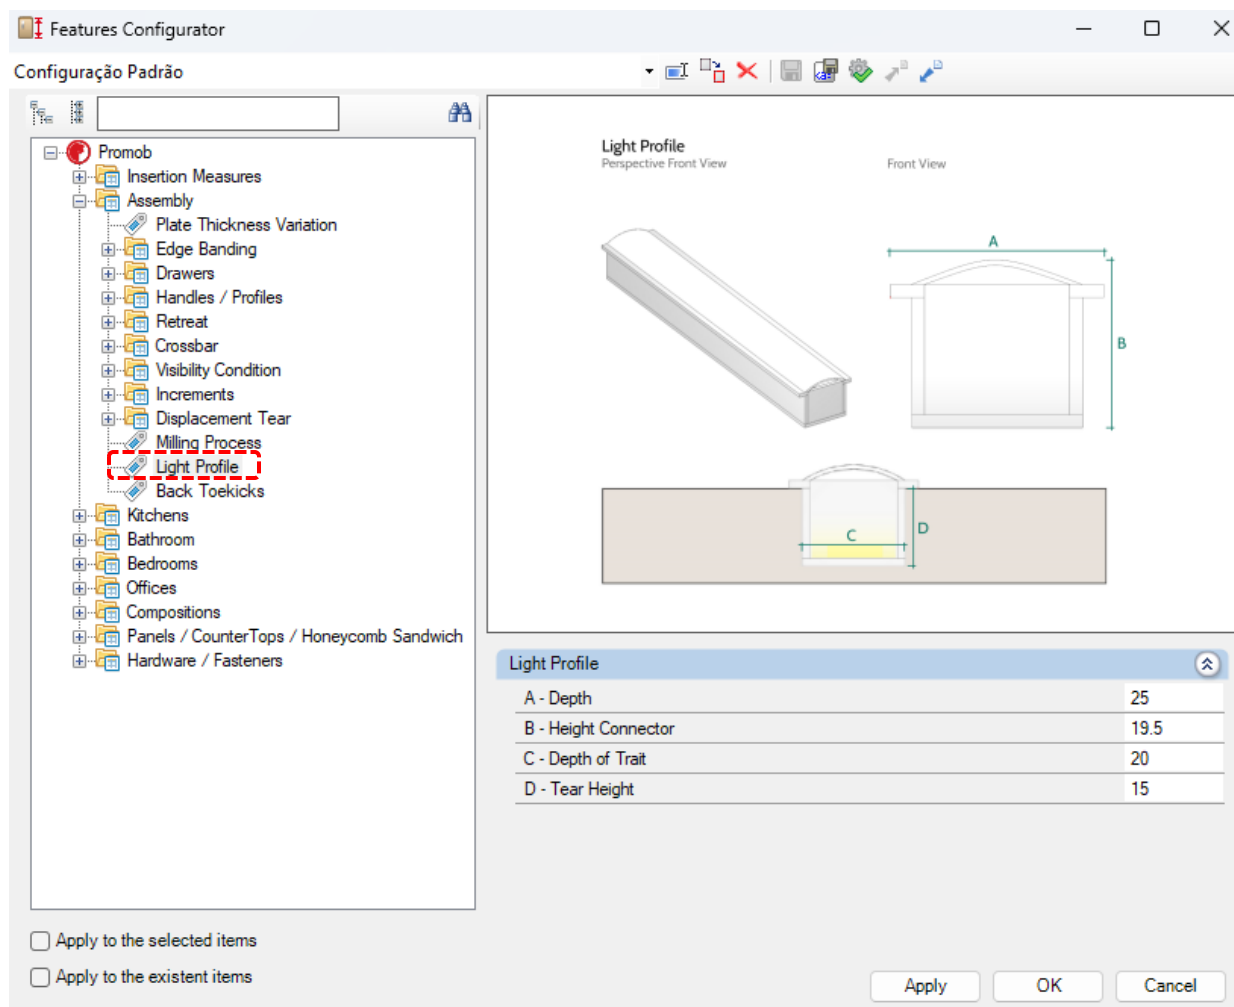 Features Configurator
Configuração Padrão
Promob
Insertion Measures
Assembly
Plate Thickness Variation
Edge Banding
Drawers
Handles / Profiles
Retreat
Crossbar
Visibility Condition
Increments
Displacement Tear
Milling Process
Light Profile
Back Toekicks
Kitchens
Bathroom
Bedrooms
Offices
Compositions
Panels / CounterTops / Honeycomb Sandwich
Hardware / Fasteners
Light Profile
Perspective Front View
Front View
A
B
C
D
Light Profile
A - Depth 25
B - Height Connector 19.5
C - Depth of Trait 20
D - Tear Height 15
Apply to the selected items
Apply to the existent items
Apply OK Cancel